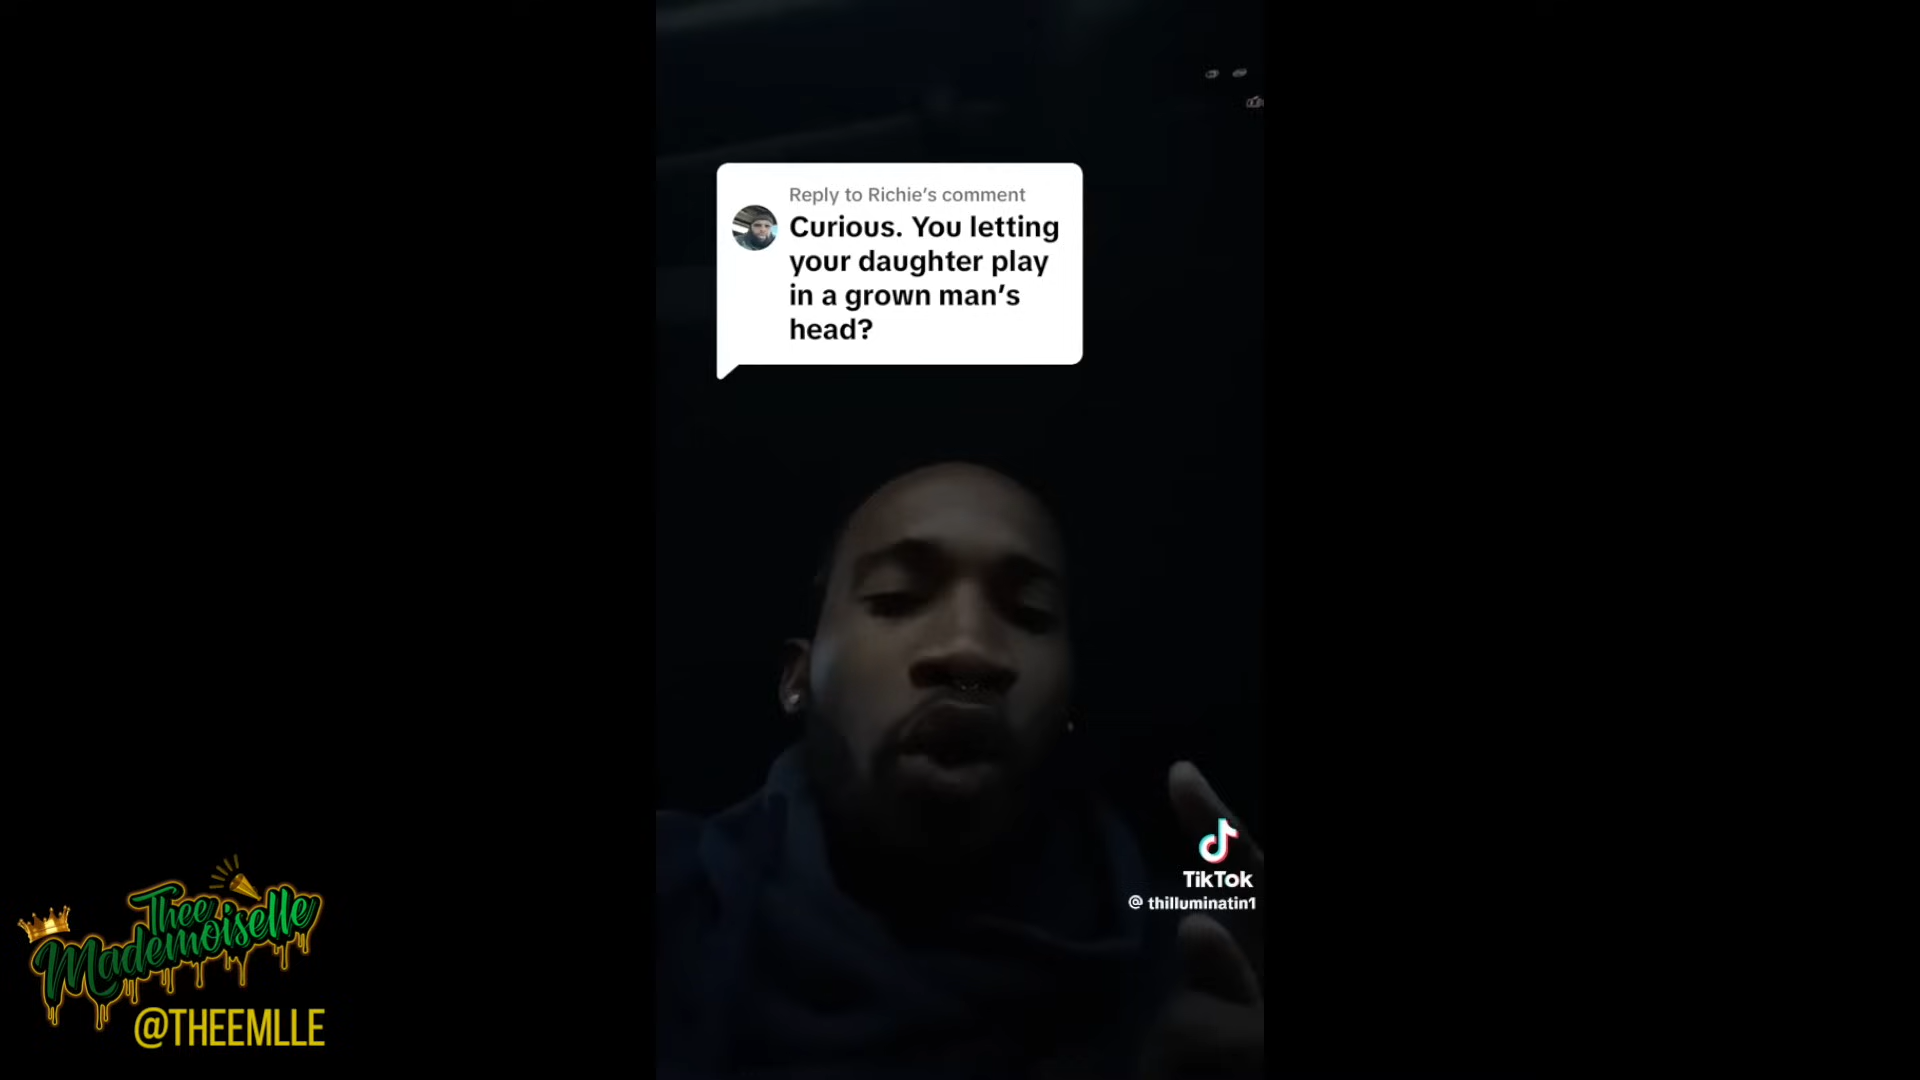 Reply to Richie’s comment
Curious. You letting
your daughter play
in a grown man’s
head?
TikTok
@ thilluminatin1
Thee
Mademoiselle
@THEEMLLE